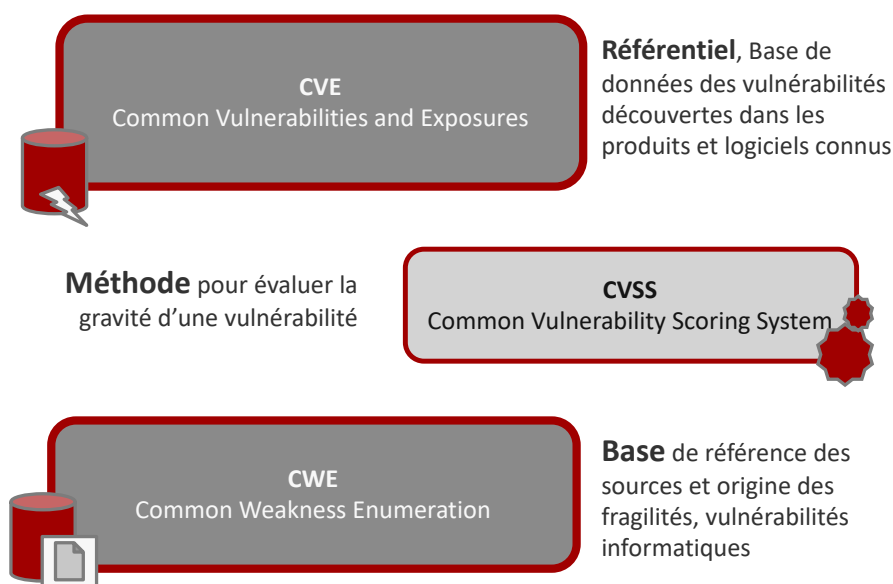 CVE
Common Vulnerabilities and Exposures
Référentiel, Base de
données des vulnérabilités
découvertes dans les
produits et logiciels connus
Méthode pour évaluer la
gravité d’une vulnérabilité
CVSS
Common Vulnerability Scoring System
CWE
Common Weakness Enumeration
Base de référence des
sources et origine des
fragilités, vulnérabilités
informatiques